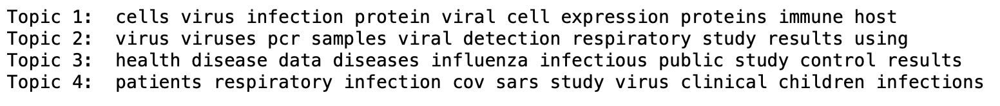 Topic 1:  cells virus infection protein viral cell expression proteins immune host
Topic 2:  virus viruses pcr samples viral detection respiratory study results using
Topic 3:  health disease data diseases influenza infectious public study control results
Topic 4:  patients respiratory infection cov sars study virus clinical children infections